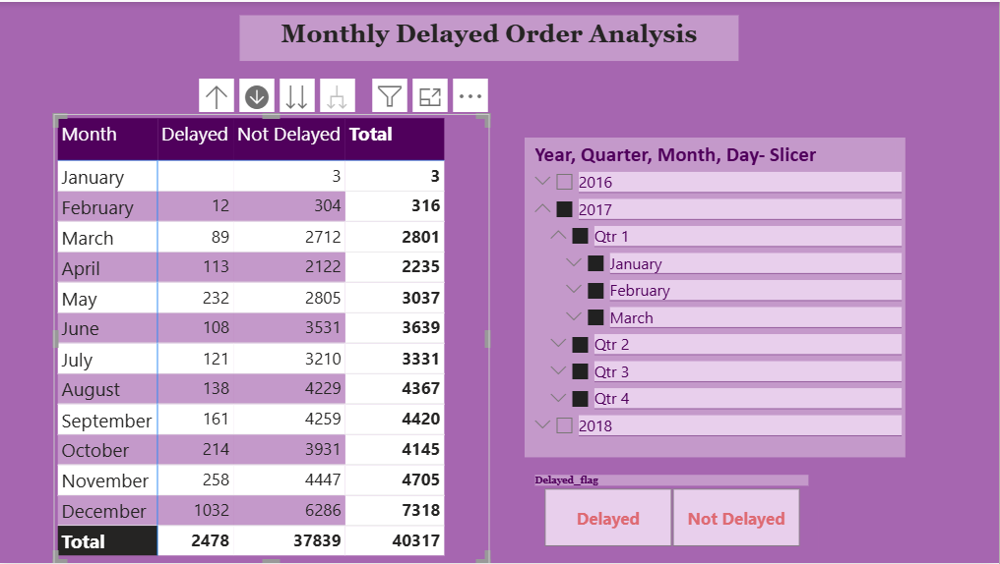 Monthly Delayed Order Analysis
Month Delayed Not Delayed Total
January 3 3
February 12 304 316
March 89 2712 2801
April 113 2122 2235
May 232 2805 3037
June 108 3531 3639
July 121 3210 3331
August 138 4229 4367
September 161 4259 4420
October 214 3931 4145
November 258 4447 4705
December 1032 6286 7318
Total 2478 37839 40317
Year, Quarter, Month, Day- Slicer
2016
2017
Qtr 1
January
February
March
Qtr 2
Qtr 3
Qtr 4
2018
Delayed_flag
Delayed Not Delayed